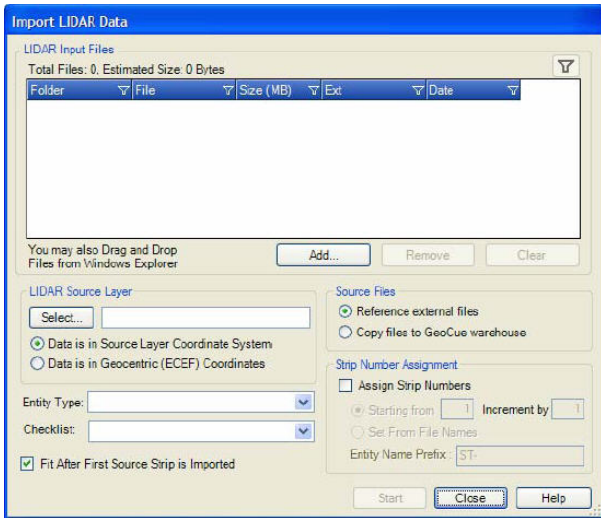 Import LIDAR Data
LIDAR Input Files
Total Files: 0, Estimated Size: 0 Bytes
Folder File Size (MB) Ext Date
You may also Drag and Drop
Files from Windows Explorer
Add... Remove Clear
LIDAR Source Layer
Select...
Data is in Source Layer Coordinate System
Data is in Geocentric (ECEF) Coordinates
Source Files
Reference external files
Copy files to GeoCue warehouse
Entity Type:
Checklist:
Fit After First Source Strip is Imported
Strip Number Assignment
Assign Strip Numbers
Starting from 1 Increment by 1
Set From File Names
Entity Name Prefix : ST-
Start Close Help